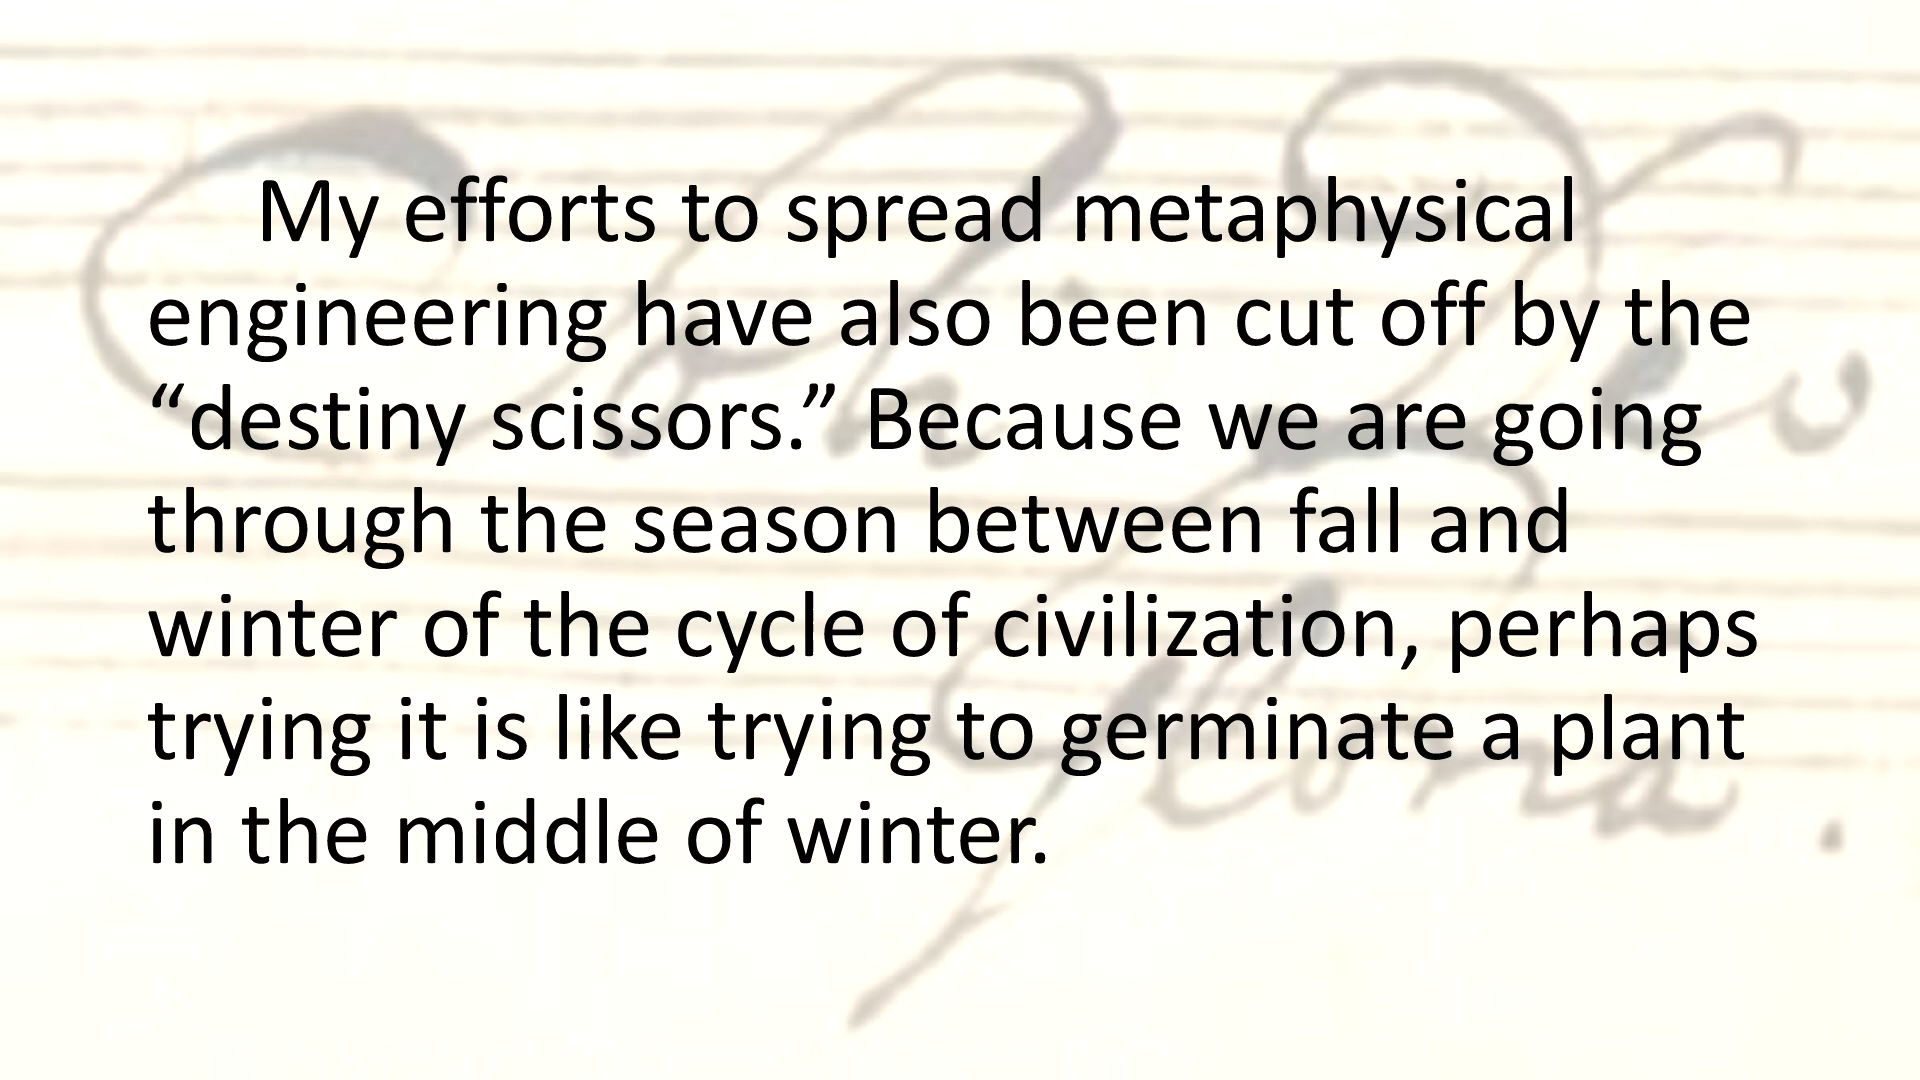 My efforts to spread metaphysical
engineering have also been cut off by the
“destiny scissors.” Because we are going
through the season between fall and
winter of the cycle of civilization, perhaps
trying it is like trying to germinate a plant
in the middle of winter.